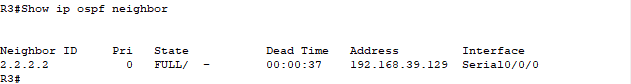 R3#Show ip ospf neighbor
Neighbor ID     Pri   State           Dead Time   Address         Interface
2.2.2.2           0   FULL/  -        00:00:37    192.168.39.129  Serial0/0/0
R3#